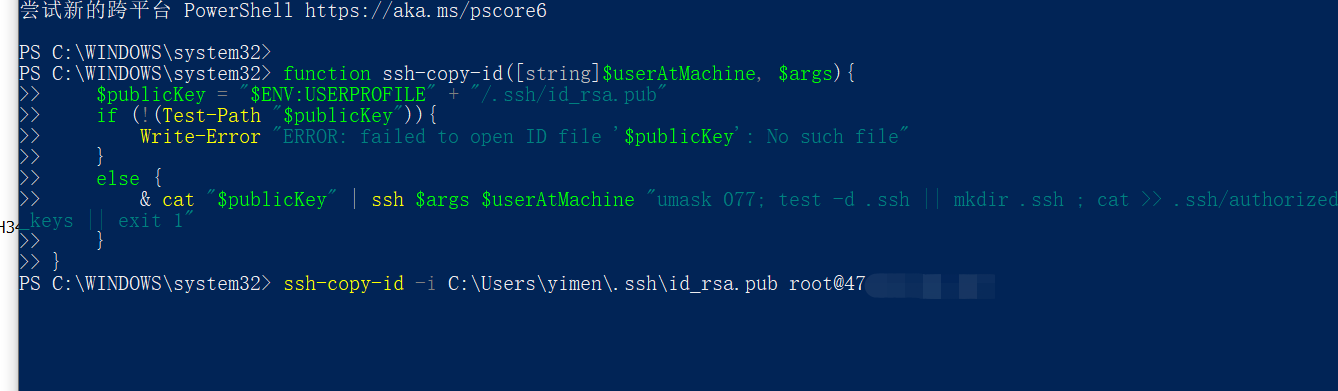 尝试新的跨平台 PowerShell https://aka.ms/pscore6
PS C:\WINDOWS\system32>
PS C:\WINDOWS\system32> function ssh-copy-id([string]$userAtMachine, $args){
>>     $publicKey = "$ENV:USERPROFILE" + "/.ssh/id_rsa.pub"
>>     if (!(Test-Path "$publicKey")){
>>         Write-Error "ERROR: failed to open ID file '$publicKey': No such file"
>>     }
>>     else {
>>         & cat "$publicKey" | ssh $args $userAtMachine "umask 077; test -d .ssh || mkdir .ssh ; cat >> .ssh/authorized
_keys || exit 1"
>>     }
>> }
PS C:\WINDOWS\system32> ssh-copy-id -i C:\Users\yimen\.ssh\id_rsa.pub root@47